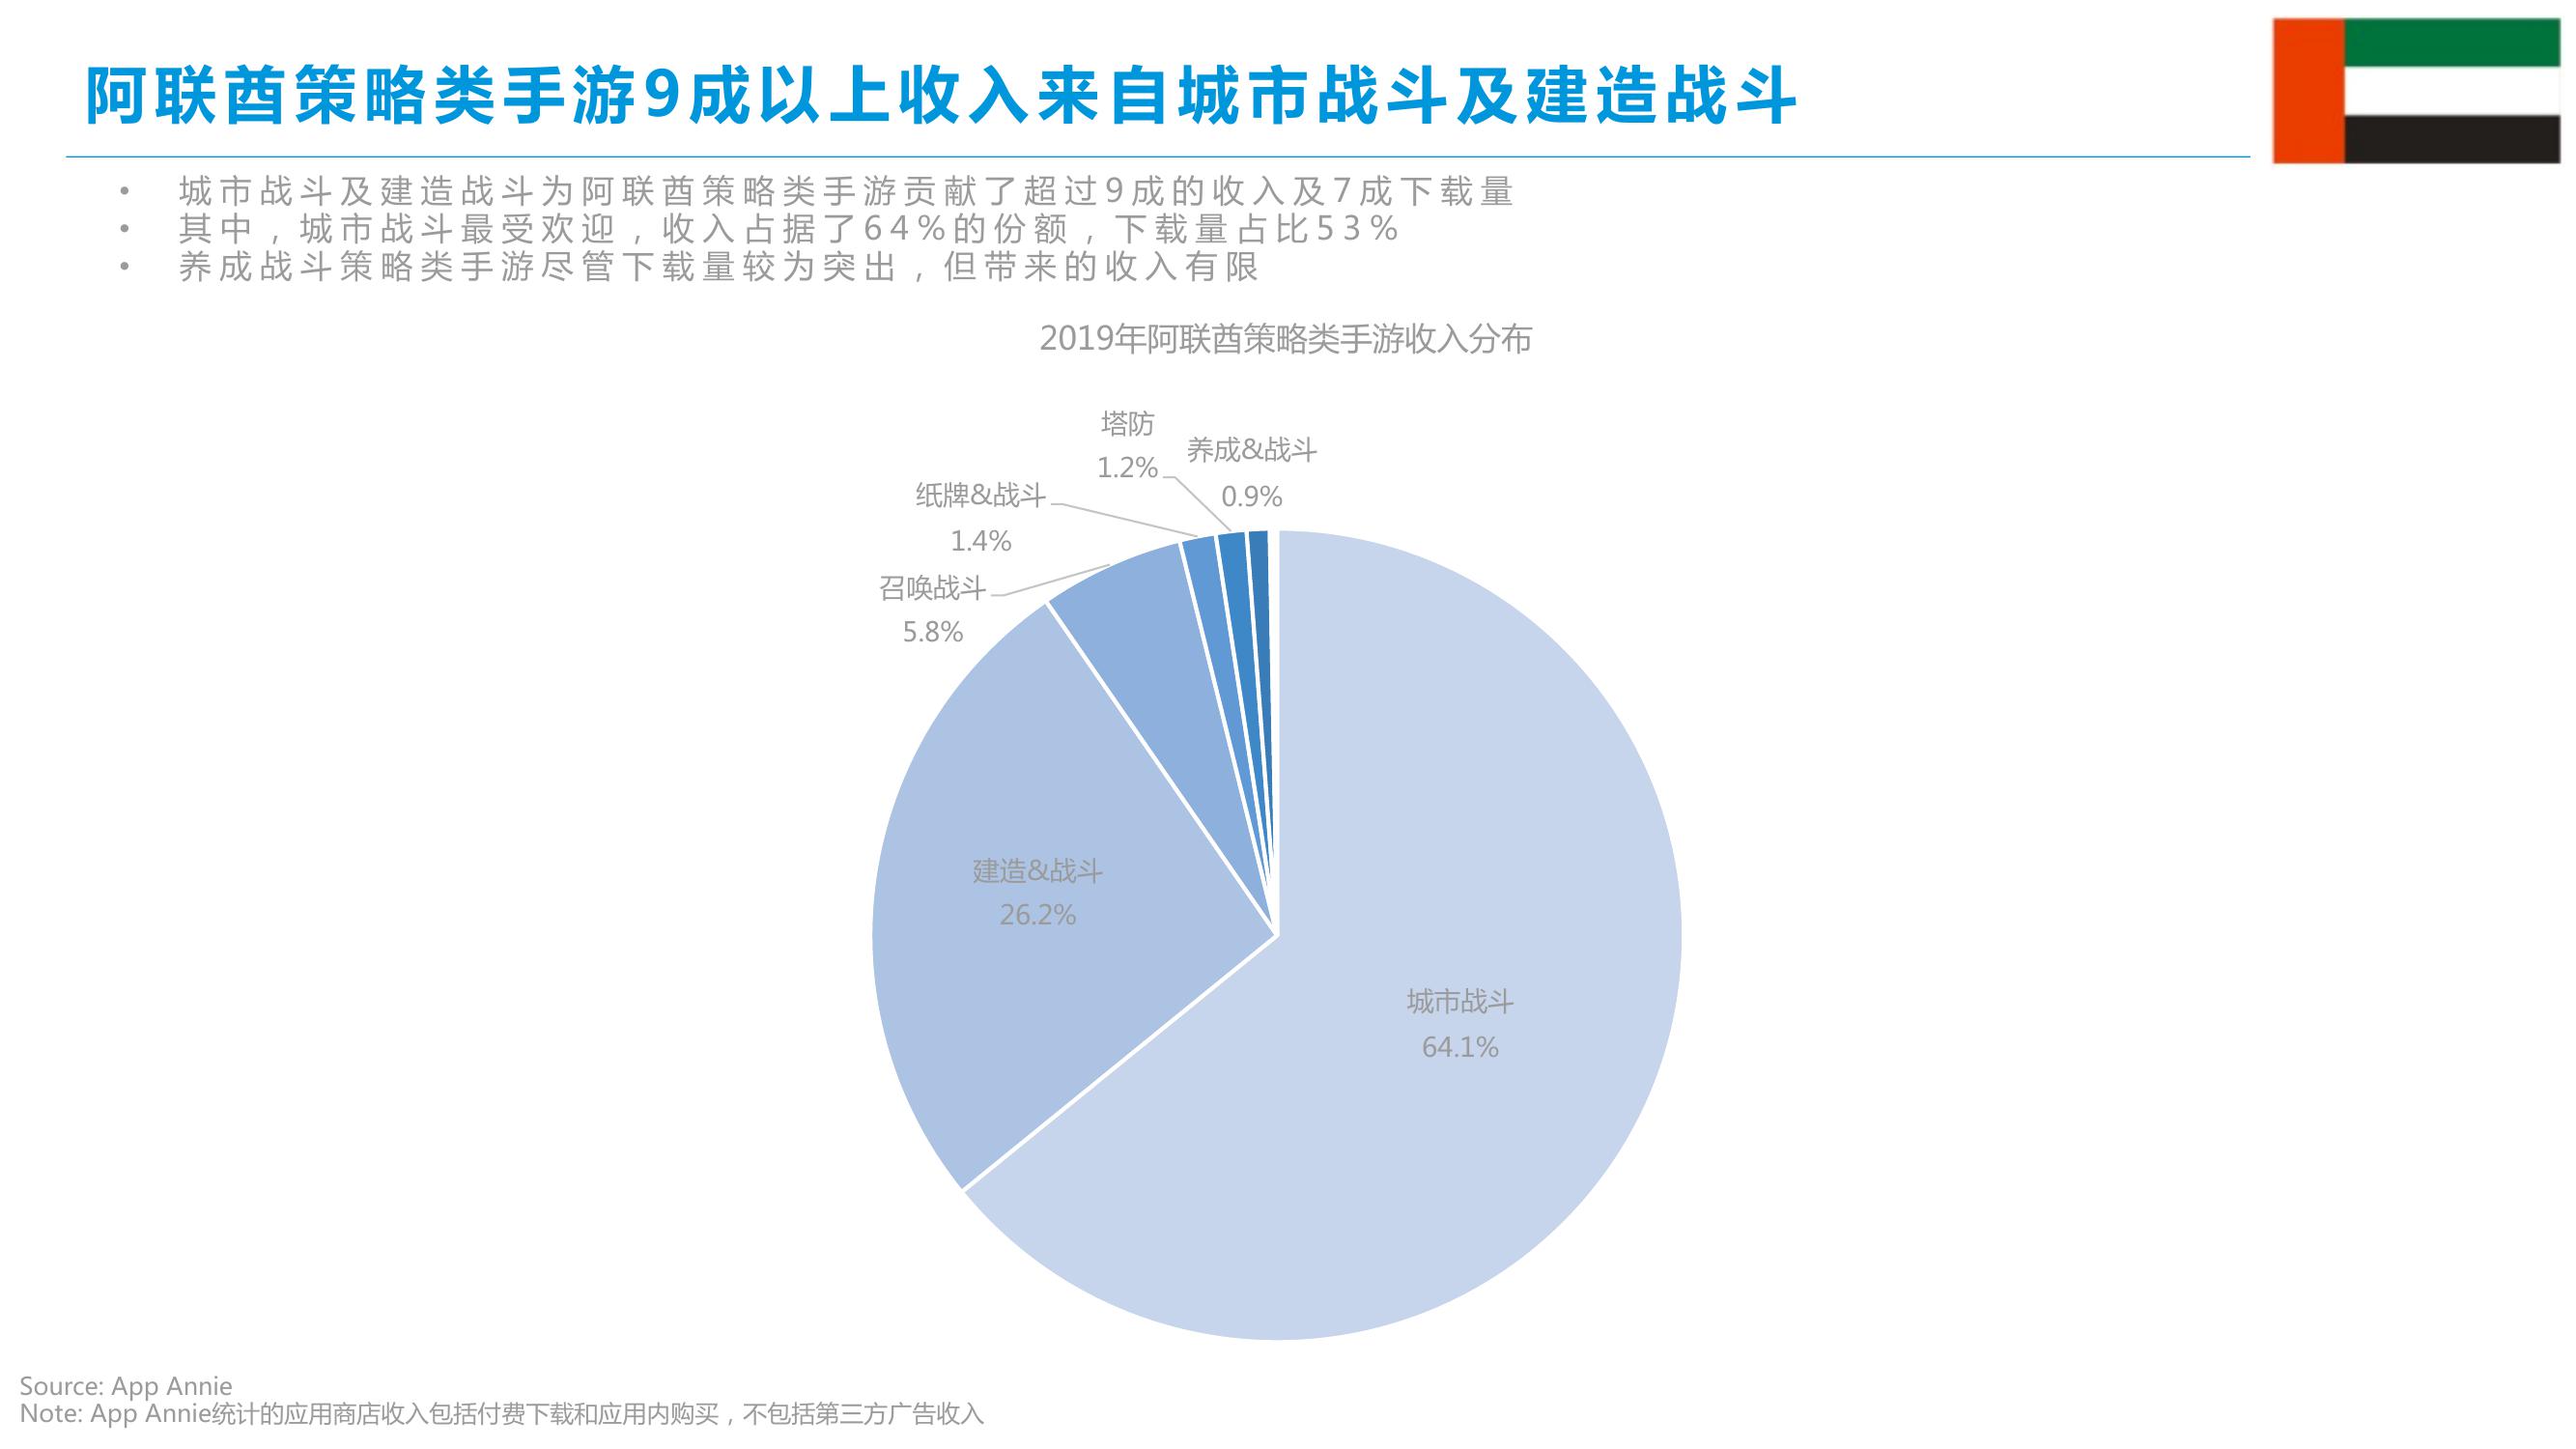 阿联酋策略类手游9成以上收入来自城市战斗及建造战斗
• 城市战斗及建造战斗为阿联酋策略类手游贡献了超过9成的收入及7成下载量
• 其中，城市战斗最受欢迎，收入占据了64%的份额，下载量占比53%
• 养成战斗策略类手游尽管下载量较为突出，但带来的收入有限
2019年阿联酋策略类手游收入分布
塔防
1.2%
养成&战斗
0.9%
纸牌&战斗
1.4%
召唤战斗
5.8%
建造&战斗
26.2%
城市战斗
64.1%
Source: App Annie
Note: App Annie统计的应用商店收入包括付费下载和应用内购买，不包括第三方广告收入